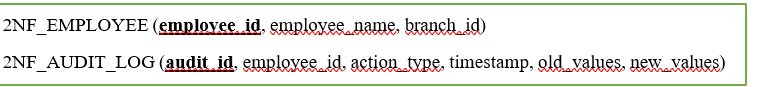 2NF_EMPLOYEE (employee_id, employee_name, branch_id)
2NF_AUDIT_LOG (audit_id, employee_id, action_type, timestamp, old_values, new_values)